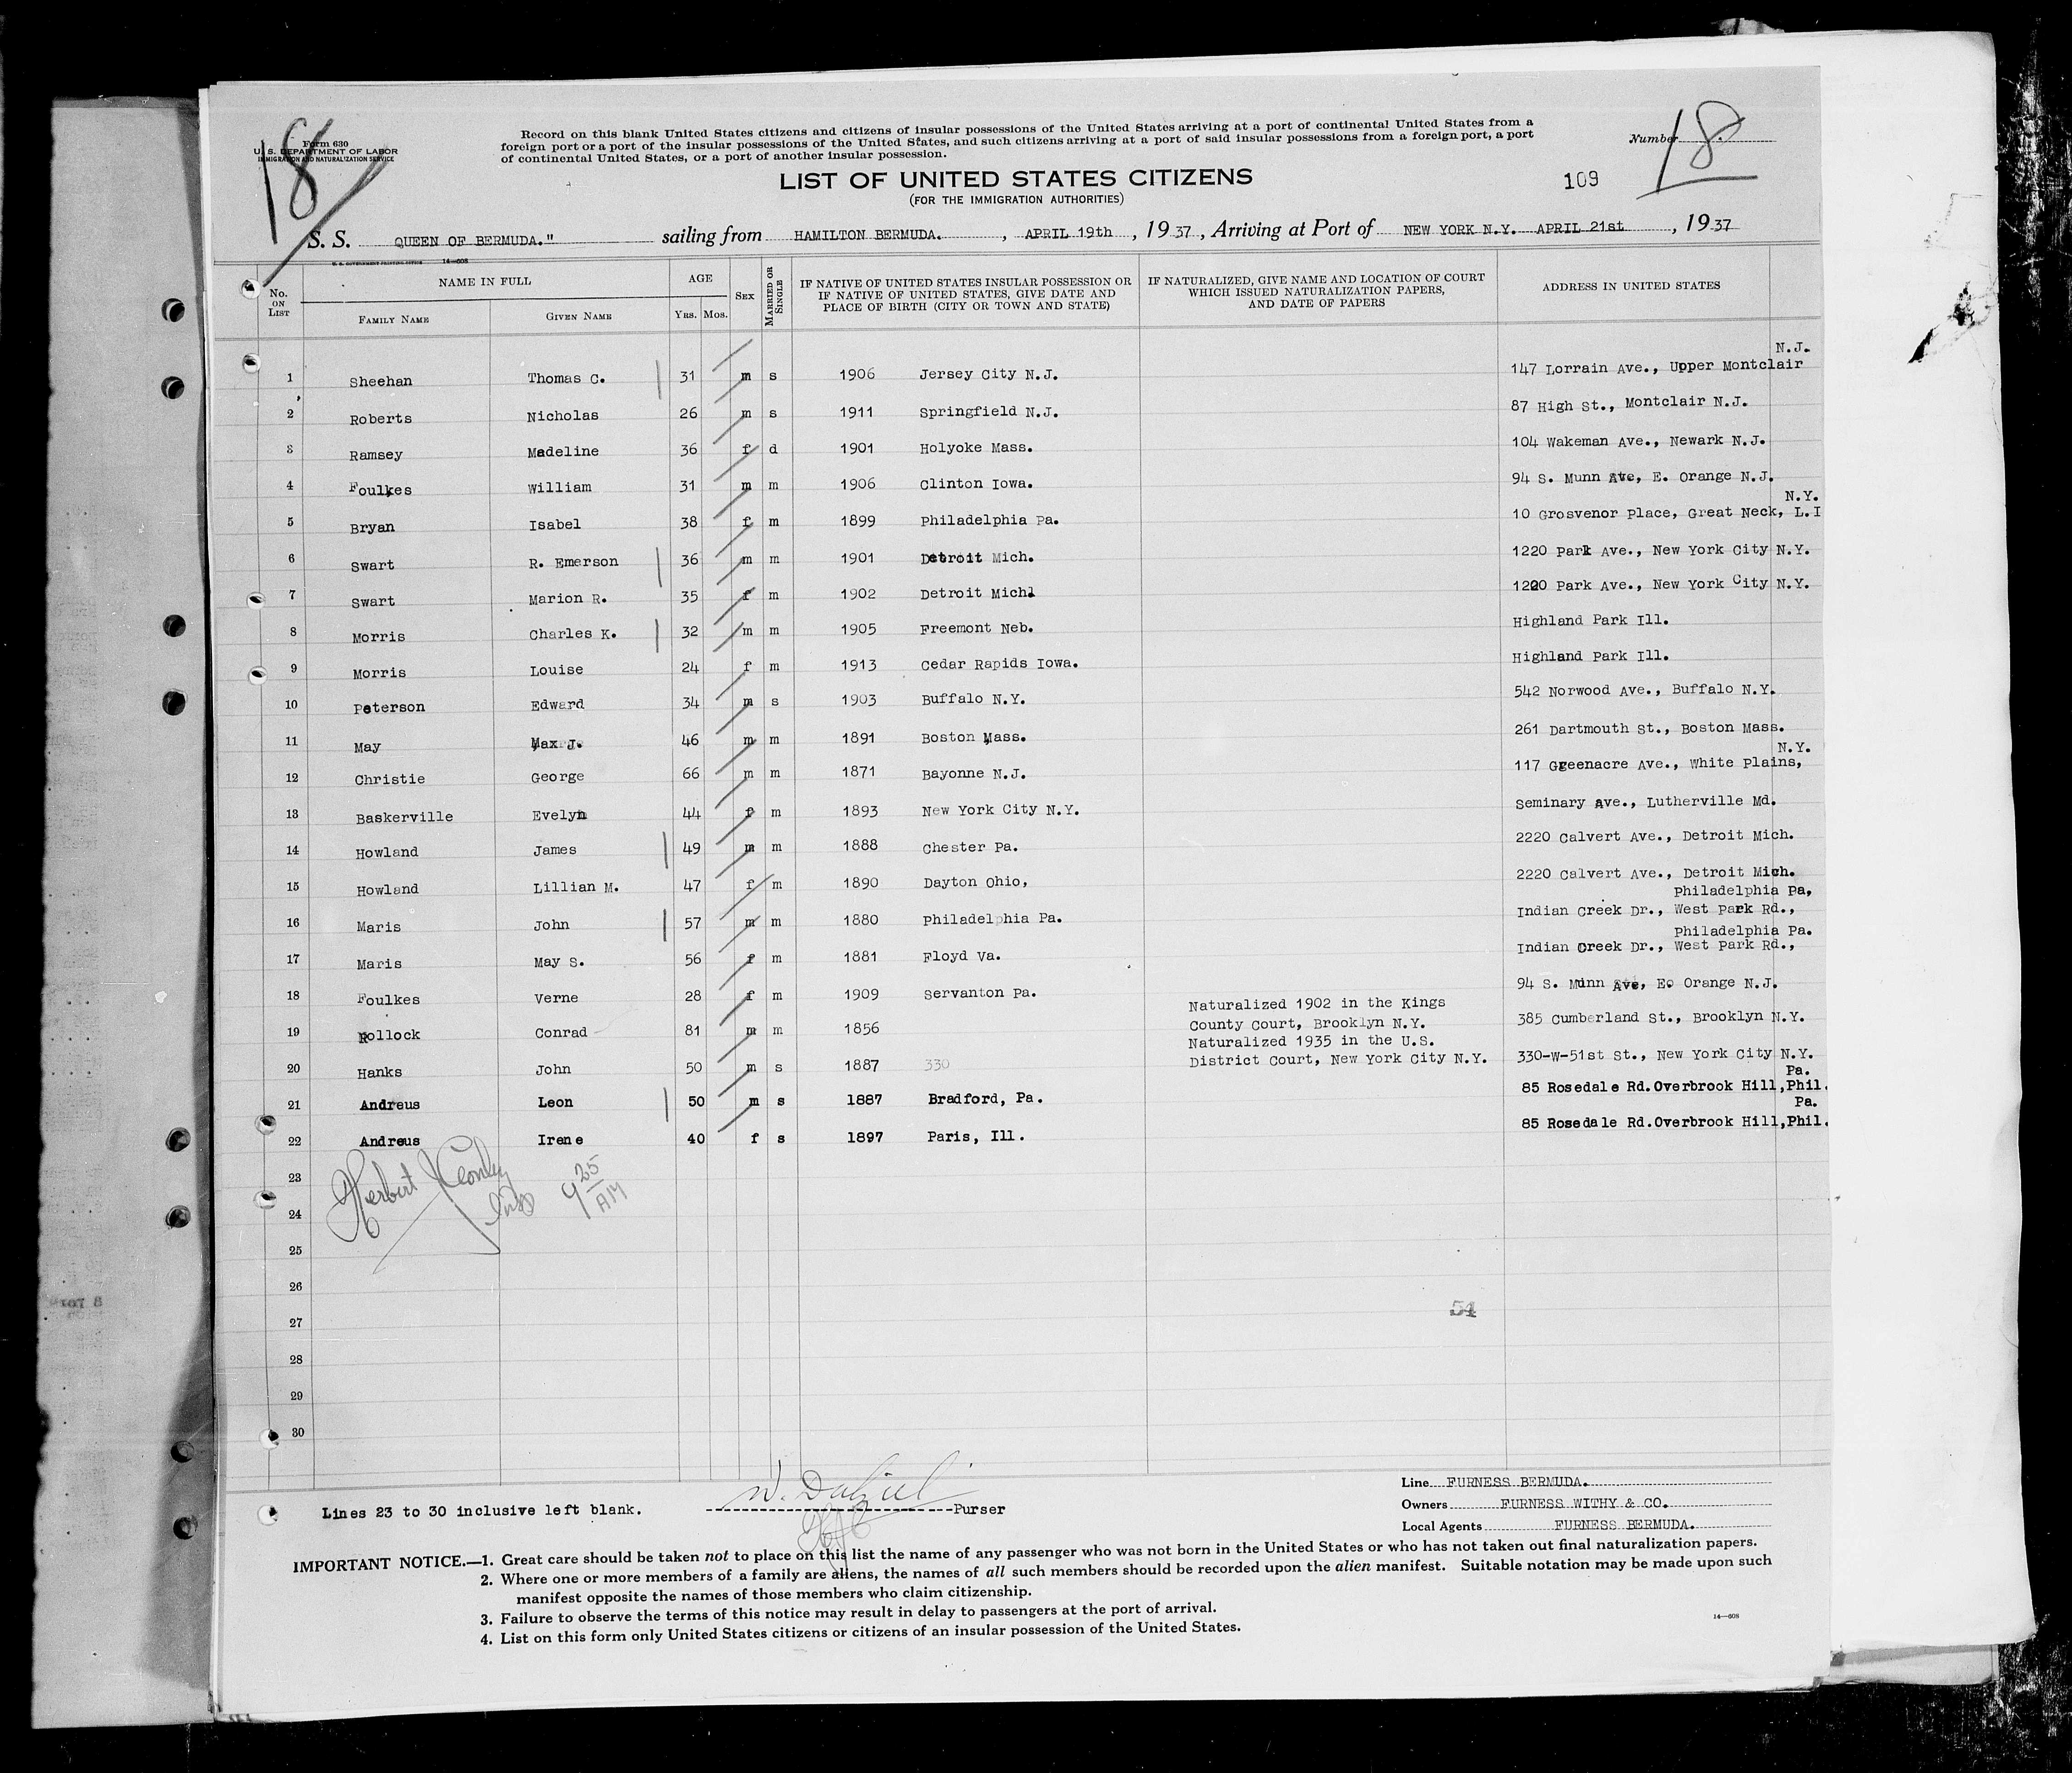 Form 630
U. S. DEPARTMENT OF LABOR
IMMIGRATION AND NATURALIZATION SERVICE
18
Record on this blank United States citizens and citizens of insular possessions of the United States arriving at a port of continental United States from a
foreign port or a port of the insular possessions of the United States, and such citizens arriving at a port of said insular possessions from a foreign port, a port
of continental United States, or a port of another insular possession.
Number 18
LIST OF UNITED STATES CITIZENS
(FOR THE IMMIGRATION AUTHORITIES)
109
S. S. QUEEN OF BERMUDA." sailing from HAMILTON BERMUDA. , APRIL 19th , 1937 , Arriving at Port of NEW YORK N.Y. APRIL 21st , 1937
U. S. GOVERNMENT PRINTING OFFICE 14—608
No. ON LIST NAME IN FULL AGE SEX MARRIED OR SINGLE IF NATIVE OF UNITED STATES INSULAR POSSESSION OR IF NATIVE OF UNITED STATES, GIVE DATE AND PLACE OF BIRTH (CITY OR TOWN AND STATE) IF NATURALIZED, GIVE NAME AND LOCATION OF COURT WHICH ISSUED NATURALIZATION PAPERS, AND DATE OF PAPERS ADDRESS IN UNITED STATES
FAMILY NAME GIVEN NAME YRS. MOS.
N.J.
1 Sheehan Thomas C. 31 m s 1906 Jersey City N.J. 147 Lorrain Ave., Upper Montclair
2 Roberts Nicholas 26 m s 1911 Springfield N.J. 87 High St., Montclair N.J.
3 Ramsey Madeline 36 f d 1901 Holyoke Mass. 104 Wakeman Ave., Newark N.J.
4 Foulkes William 31 m m 1906 Clinton Iowa. 94 S. Munn Ave, E. Orange N.J.
N.Y.
5 Bryan Isabel 38 f m 1899 Philadelphia Pa. 10 Grosvenor Place, Great Neck, L.I
6 Swart R. Emerson 36 m m 1901 Detroit Mich. 1220 Park Ave., New York City N.Y.
7 Swart Marion R. 35 f m 1902 Detroit Michl 1220 Park Ave., New York City N.Y.
8 Morris Charles K. 32 m m 1905 Freemont Neb. Highland Park Ill.
9 Morris Louise 24 f m 1913 Cedar Rapids Iowa. Highland Park Ill.
10 Peterson Edward 34 m s 1903 Buffalo N.Y. 542 Norwood Ave., Buffalo N.Y.
11 May Max J. 46 m m 1891 Boston Mass. 261 Dartmouth St., Boston Mass.
N.Y.
12 Christie George 66 m m 1871 Bayonne N.J. 117 Greenacre Ave., White Plains,
13 Baskerville Evelyn 44 f m 1893 New York City N.Y. Seminary Ave., Lutherville Md.
14 Howland James 49 m m 1888 Chester Pa. 2220 Calvert Ave., Detroit Mich.
15 Howland Lillian M. 47 f m 1890 Dayton Ohio, 2220 Calvert Ave., Detroit Mich.
Philadelphia Pa,
16 Maris John 57 m m 1880 Philadelphia Pa. Indian Creek Dr., West Park Rd.,
Philadelphia Pa.
17 Maris May S. 56 f m 1881 Floyd Va. Indian Creek Dr., West Park Rd.,
18 Foulkes Verne 28 f m 1909 Servanton Pa. 94 S. Munn Ave, E. Orange N.J.
Naturalized 1902 in the Kings
19 Pollock Conrad 81 m m 1856 County Court, Brooklyn N.Y. 385 Cumberland St., Brooklyn N.Y.
Naturalized 1935 in the U.S.
20 Hanks John 50 m s 1887 330 District Court, New York City N.Y. 330-W-51st St., New York City N.Y.
Pa.
21 Andreus Leon 50 m s 1887 Bradford, Pa. 85 Rosedale Rd.Overbrook Hill,Phil.
Pa.
22 Andreus Irene 40 f s 1897 Paris, Ill. 85 Rosedale Rd.Overbrook Hill,Phil.
23
Herbert
9 25 AM
24
25
26
27
54
28
29
30
Lines 23 to 30 inclusive left blank. W. Dalziel Purser
Line FURNESS BERMUDA.
Owners FURNESS WITHY & CO.
Local Agents FURNESS BERMUDA.
IMPORTANT NOTICE.—1. Great care should be taken not to place on this list the name of any passenger who was not born in the United States or who has not taken out final naturalization papers.
2. Where one or more members of a family are aliens, the names of all such members should be recorded upon the alien manifest. Suitable notation may be made upon such
manifest opposite the names of those members who claim citizenship.
3. Failure to observe the terms of this notice may result in delay to passengers at the port of arrival.
4. List on this form only United States citizens or citizens of an insular possession of the United States.
14—608